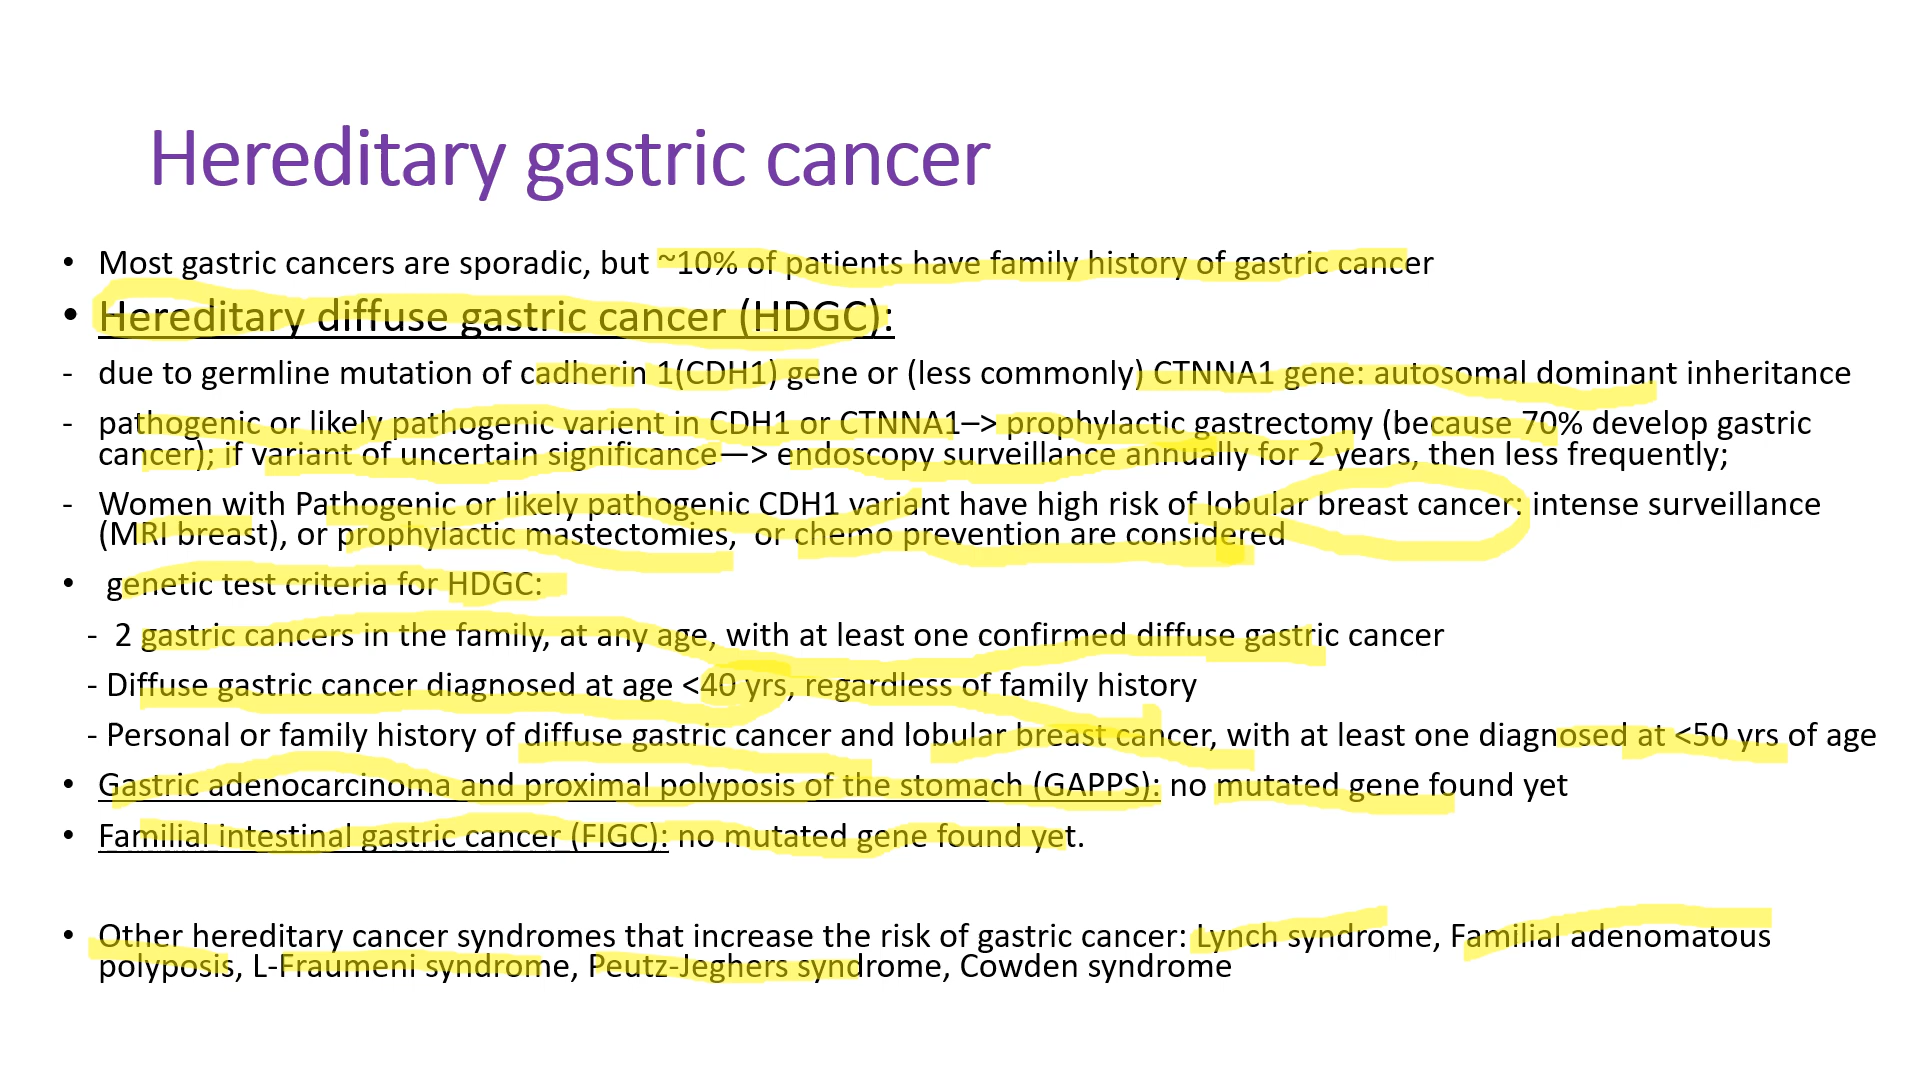 Hereditary gastric cancer
• Most gastric cancers are sporadic, but ~10% of patients have family history of gastric cancer
• Hereditary diffuse gastric cancer (HDGC):
- due to germline mutation of cadherin 1(CDH1) gene or (less commonly) CTNNA1 gene: autosomal dominant inheritance
- pathogenic or likely pathogenic varient in CDH1 or CTNNA1–> prophylactic gastrectomy (because 70% develop gastric
cancer); if variant of uncertain significance—> endoscopy surveillance annually for 2 years, then less frequently;
- Women with Pathogenic or likely pathogenic CDH1 variant have high risk of lobular breast cancer: intense surveillance
(MRI breast), or prophylactic mastectomies, or chemo prevention are considered
• genetic test criteria for HDGC:
- 2 gastric cancers in the family, at any age, with at least one confirmed diffuse gastric cancer
- Diffuse gastric cancer diagnosed at age <40 yrs, regardless of family history
- Personal or family history of diffuse gastric cancer and lobular breast cancer, with at least one diagnosed at <50 yrs of age
• Gastric adenocarcinoma and proximal polyposis of the stomach (GAPPS): no mutated gene found yet
• Familial intestinal gastric cancer (FIGC): no mutated gene found yet.
• Other hereditary cancer syndromes that increase the risk of gastric cancer: Lynch syndrome, Familial adenomatous
polyposis, L-Fraumeni syndrome, Peutz-Jeghers syndrome, Cowden syndrome